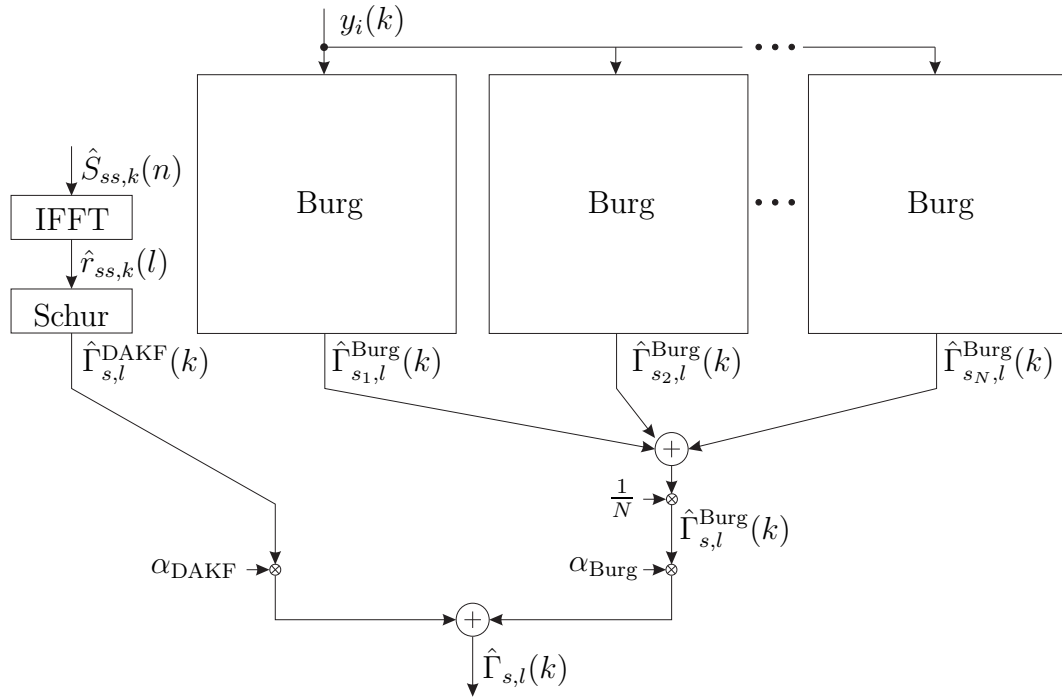 y_i(k)
Burg
Burg
Burg
Ŝ_{ss,k}(n)
IFFT
r̂_{ss,k}(l)
Schur
Γ̂_{s,l}^{DAKF}(k)
Γ̂_{s_1,l}^{Burg}(k)
Γ̂_{s_2,l}^{Burg}(k)
Γ̂_{s_N,l}^{Burg}(k)
+
1/N
Γ̂_{s,l}^{Burg}(k)
α_{DAKF}
α_{Burg}
+
Γ̂_{s,l}(k)